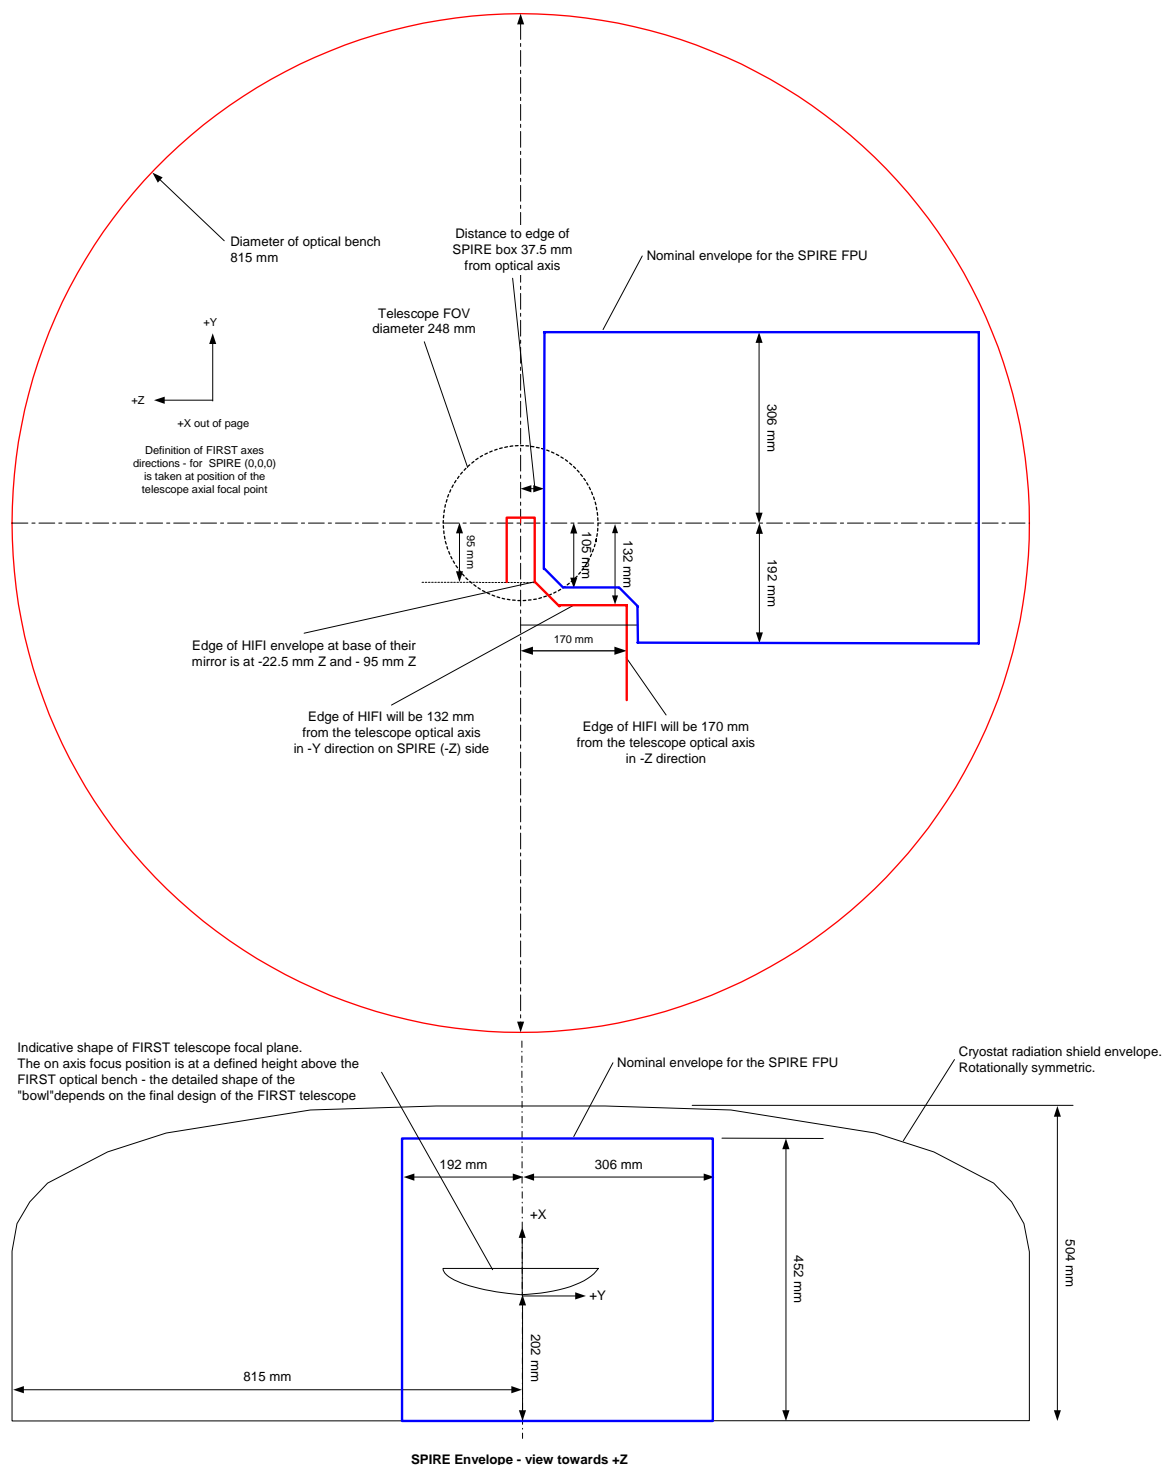 Diameter of optical bench
815 mm
Distance to edge of
SPIRE box 37.5 mm
from optical axis
Nominal envelope for the SPIRE FPU
Telescope FOV
diameter 248 mm
+Y
+Z
+X out of page
Definition of FIRST axes
directions - for  SPIRE (0,0,0)
is taken at position of the
telescope axial focal point
306 mm
95 mm
105 mm
132 mm
192 mm
170 mm
Edge of HIFI envelope at base of their
mirror is at -22.5 mm Z and - 95 mm Z
Edge of HIFI will be 132 mm
from the telescope optical axis
in -Y direction on SPIRE (-Z) side
Edge of HIFI will be 170 mm
from the telescope optical axis
in -Z direction
Indicative shape of FIRST telescope focal plane.
The on axis focus position is at a defined height above the
FIRST optical bench - the detailed shape of the
"bowl"depends on the final design of the FIRST telescope
Nominal envelope for the SPIRE FPU
Cryostat radiation shield envelope.
Rotationally symmetric.
192 mm
306 mm
+X
+Y
202 mm
452 mm
504 mm
815 mm
SPIRE Envelope - view towards +Z